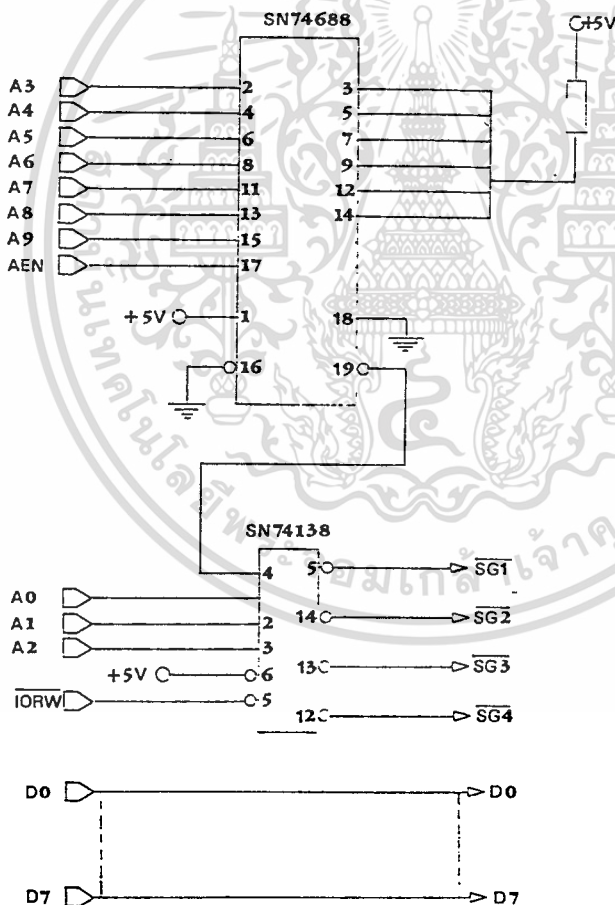 SN74688
+5V
A3 2 3
A4 4 5
A5 6 7
A6 8 9
A7 11 12
A8 13 14
A9 15
AEN 17
+5V 1 18
16 19
SN74138
4 5 SG1
A0
14 SG2
A1 2
A2 3
13 SG3
+5V 6
IORW 5
12 SG4
D0 D0
D7 D7